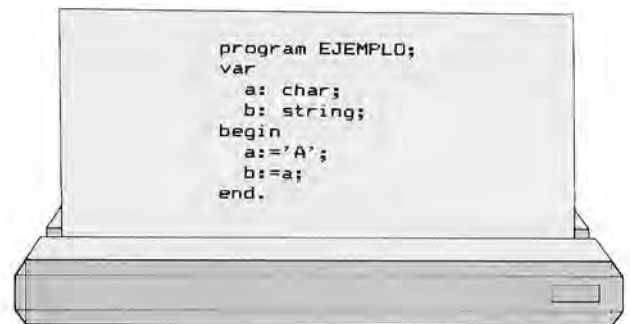 program EJEMPLO;
var
  a: char;
  b: string;
begin
  a:='A';
  b:=a;
end.